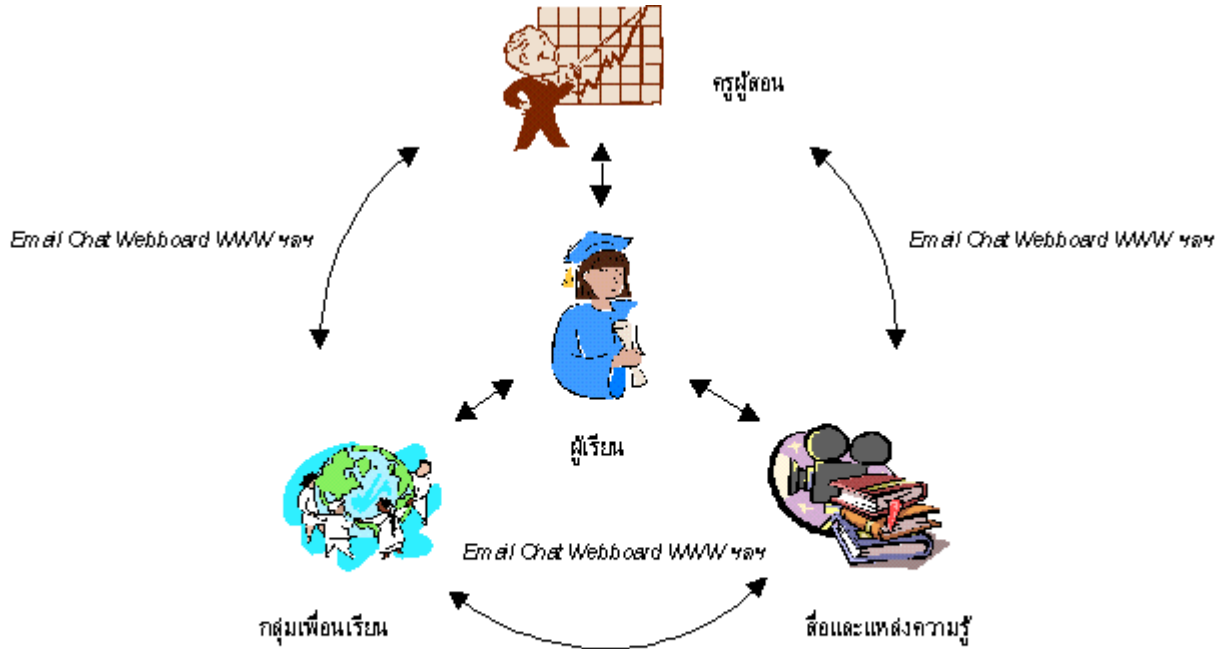 ครูผู้สอน
Email Chat Webboard WWW ฯลฯ
Email Chat Webboard WWW ฯลฯ
ผู้เรียน
Email Chat Webboard WWW ฯลฯ
กลุ่มเพื่อนเรียน
สื่อและแหล่งความรู้